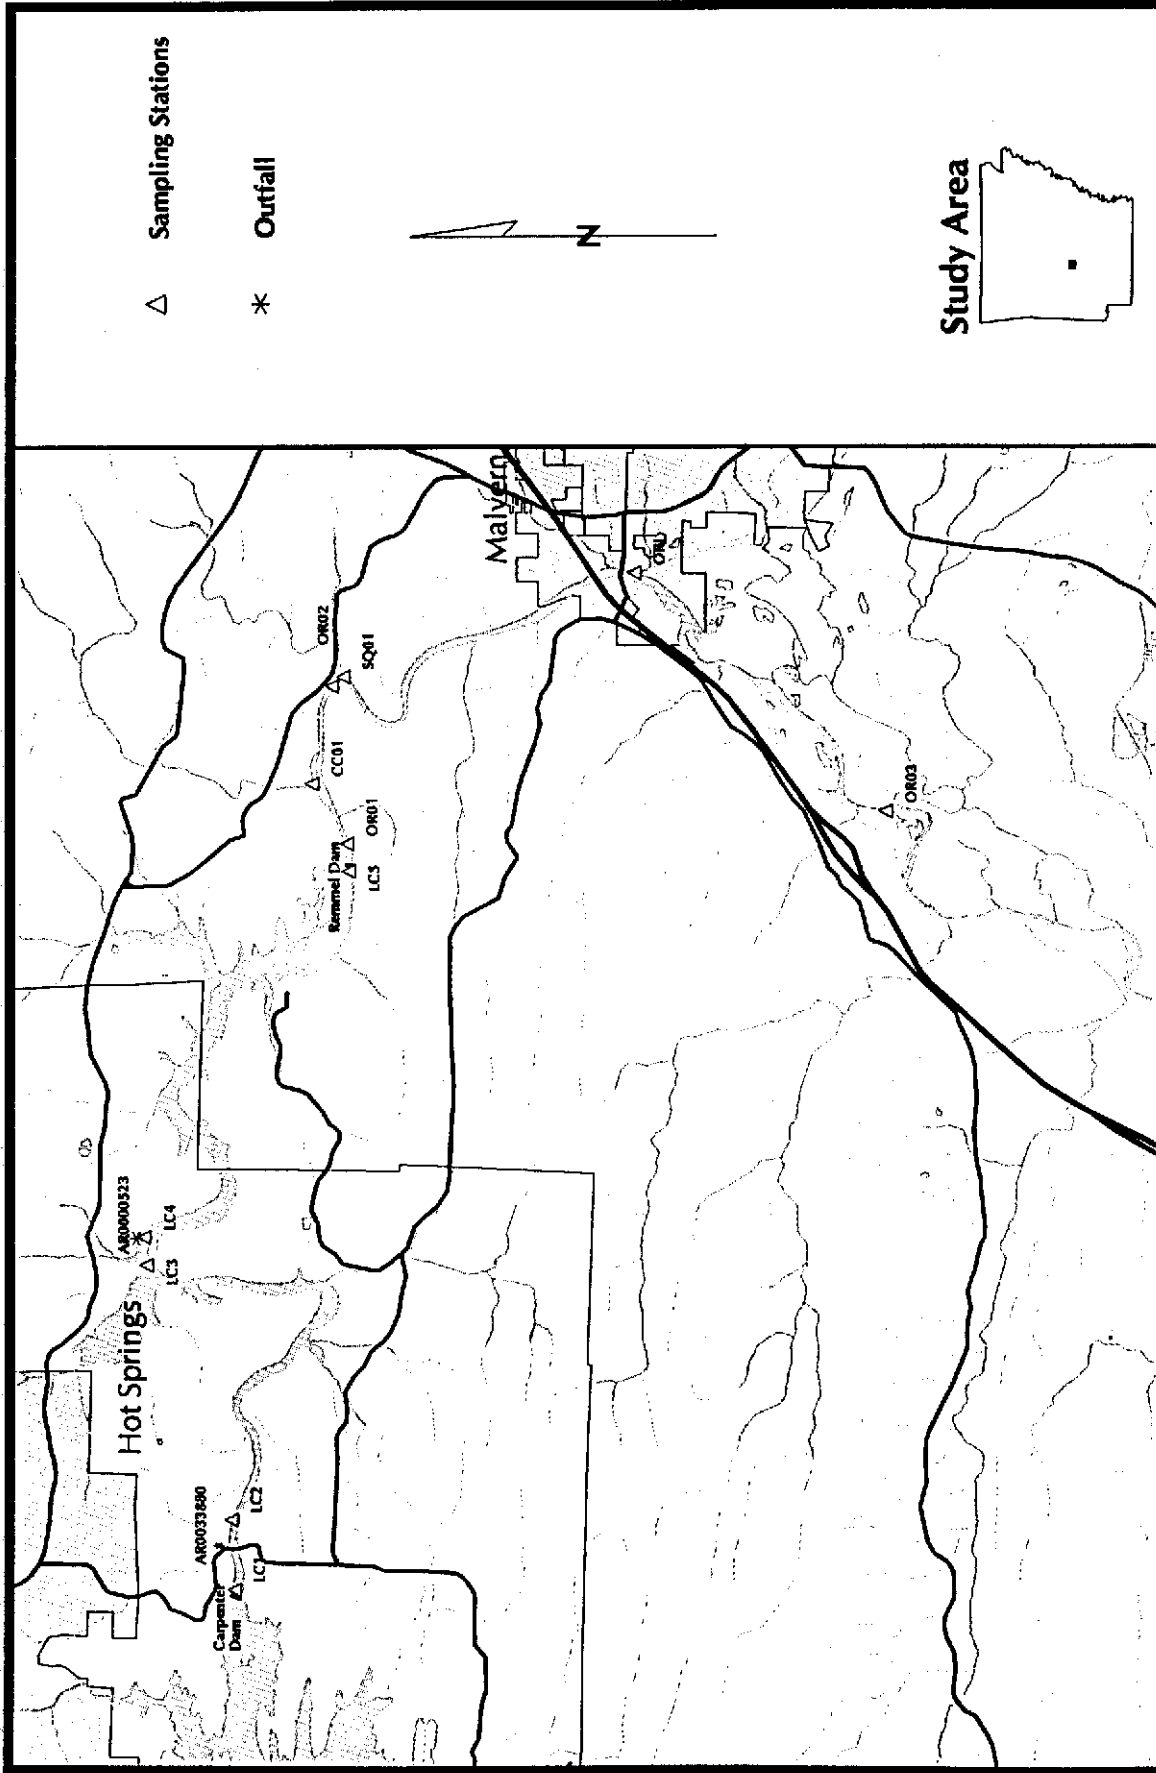 Sampling Stations
Outfall
N
Study Area
Hot Springs
Malvern
AR0033880
Carpenter
Dam
LC1
LC2
AR0000523
LC3
LC4
Remmel Dam
LC5
OR01
CC01
OR02
SQ01
OR03